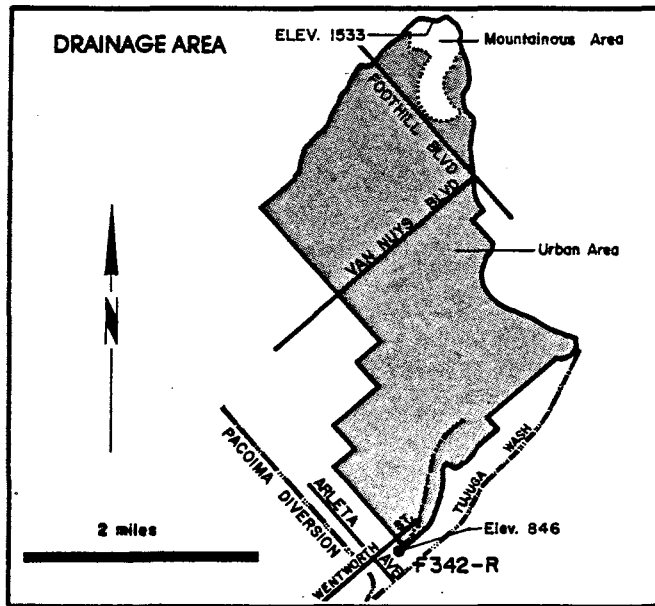 DRAINAGE AREA
ELEV. 1533
Mountainous Area
FOOTHILL BLVD
VAN NUYS BLVD
Urban Area
N
PACOIMA DIVERSION
ARLETA AVE
WENTWORTH ST.
TUJUGA WASH
2 miles
Elev. 846
F342-R